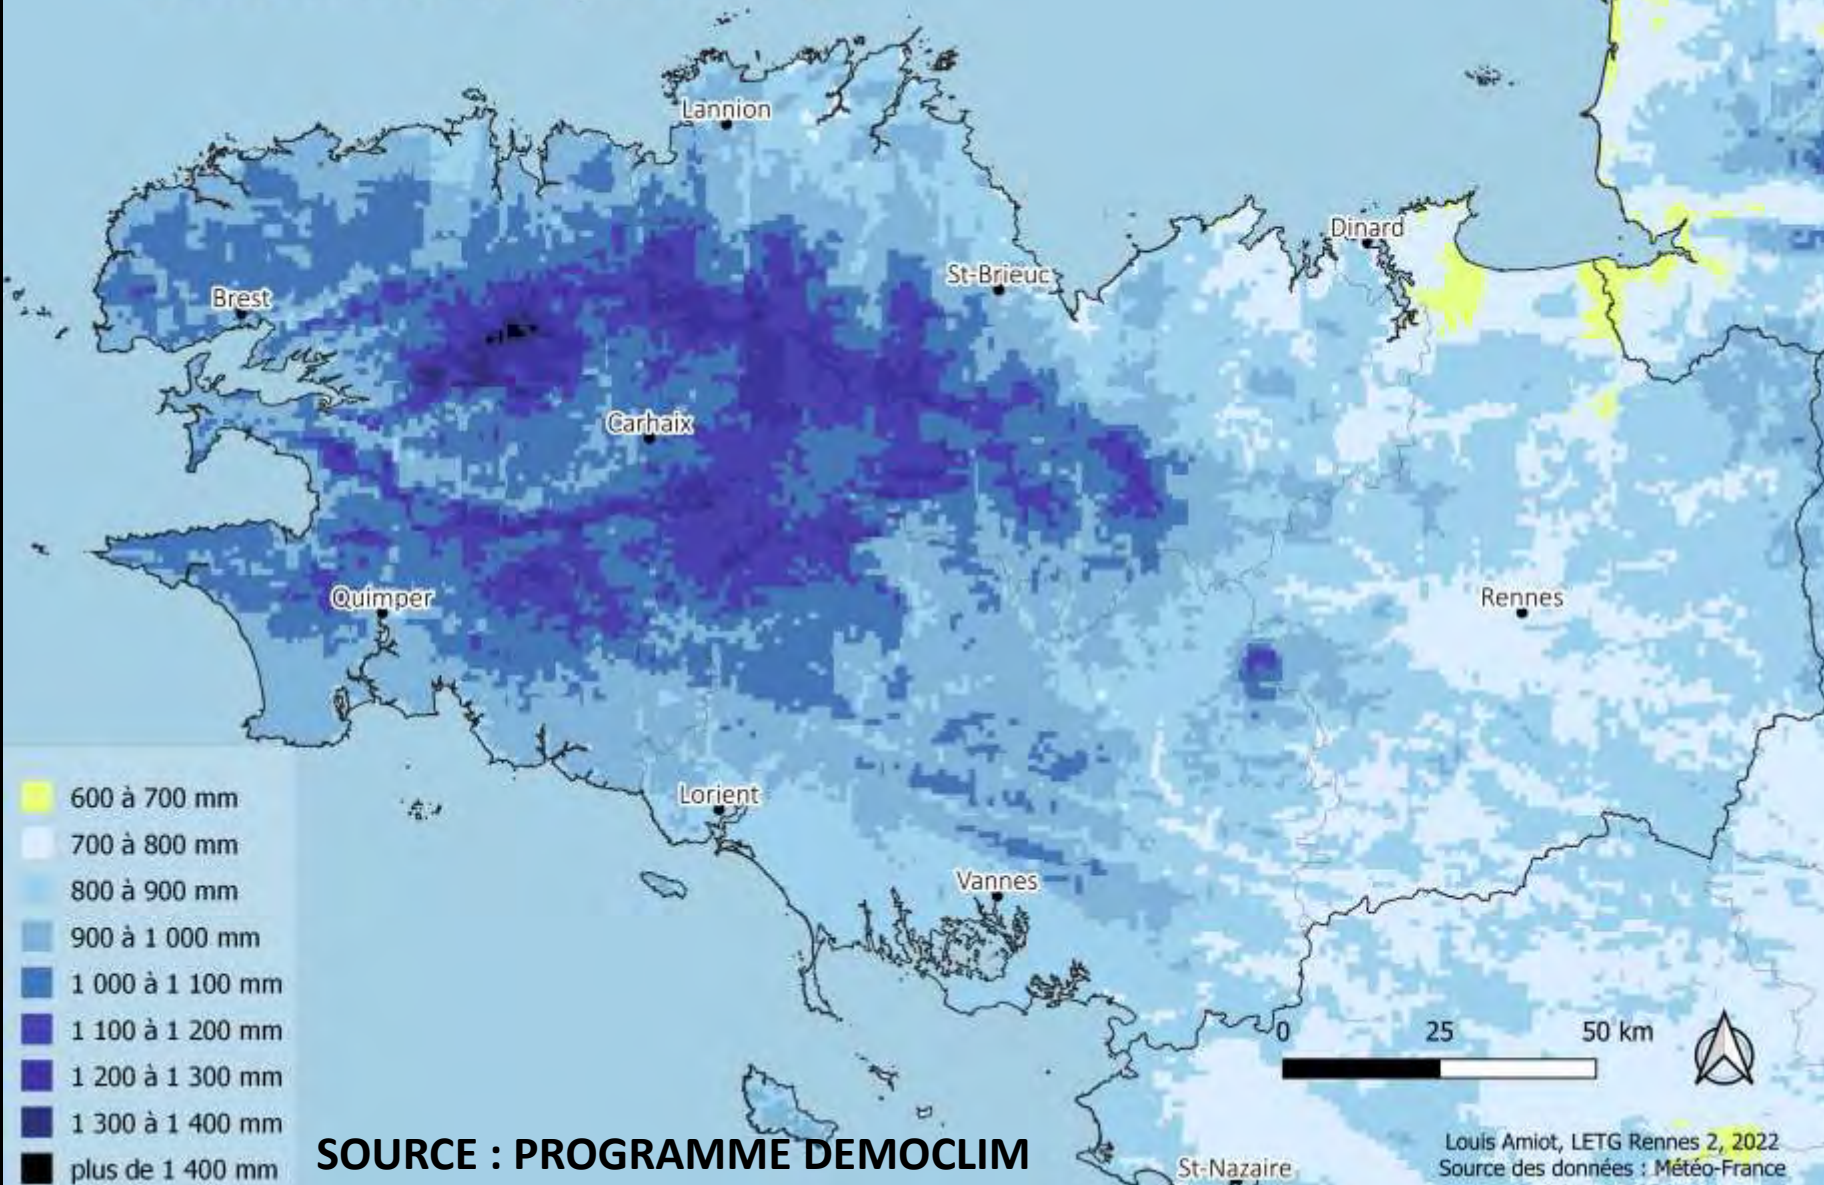 Lannion
Dinard
St-Brieuc
Brest
Carhaix
Quimper
Rennes
Lorient
Vannes
St-Nazaire
600 à 700 mm
700 à 800 mm
800 à 900 mm
900 à 1 000 mm
1 000 à 1 100 mm
1 100 à 1 200 mm
1 200 à 1 300 mm
1 300 à 1 400 mm
plus de 1 400 mm
0 25 50 km
SOURCE : PROGRAMME DEMOCLIM
Louis Amiot, LETG Rennes 2, 2022
Source des données : Météo-France